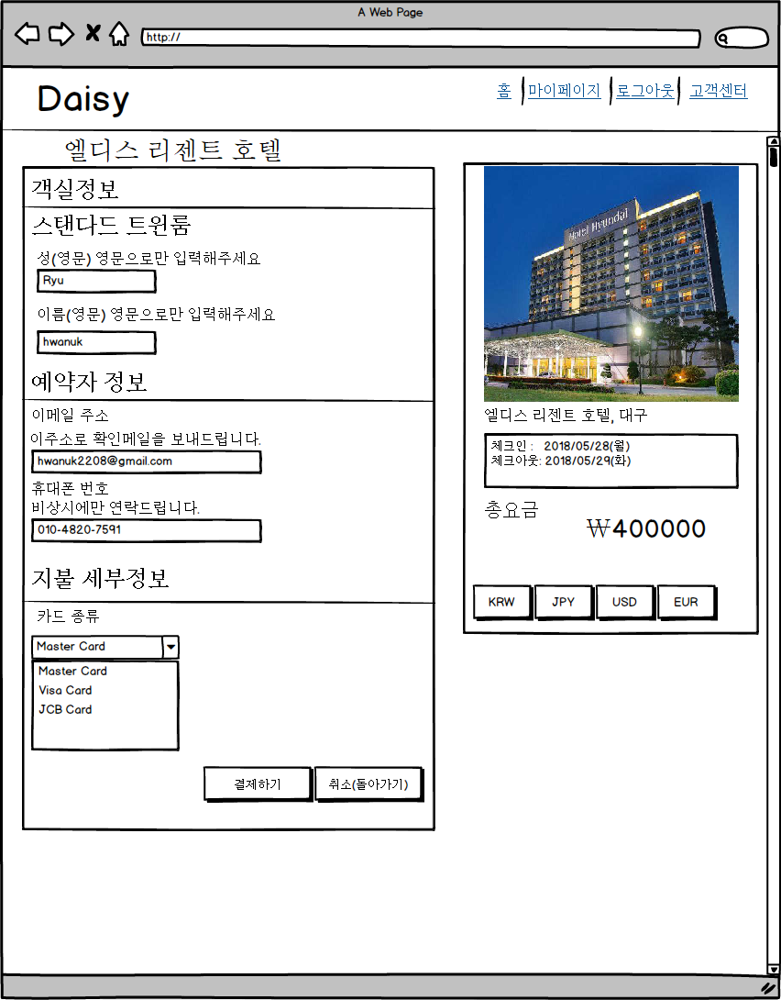 A Web Page
http://
Daisy
홈 마이페이지 로그아웃 고객센터
엘디스 리젠트 호텔
객실정보
스탠다드 트윈룸
성(영문) 영문으로만 입력해주세요
Ryu
이름(영문) 영문으로만 입력해주세요
hwanuk
예약자 정보
이메일 주소
이주소로 확인메일을 보내드립니다.
hwanuk2208@gmail.com
휴대폰 번호
비상시에만 연락드립니다.
010-4820-7591
지불 세부정보
카드 종류
Master Card
Master Card
Visa Card
JCB Card
결제하기 취소(돌아가기)
Hotel Hyundai
엘디스 리젠트 호텔, 대구
체크인 : 2018/05/28(월)
체크아웃: 2018/05/29(화)
총요금
₩400000
KRW JPY USD EUR